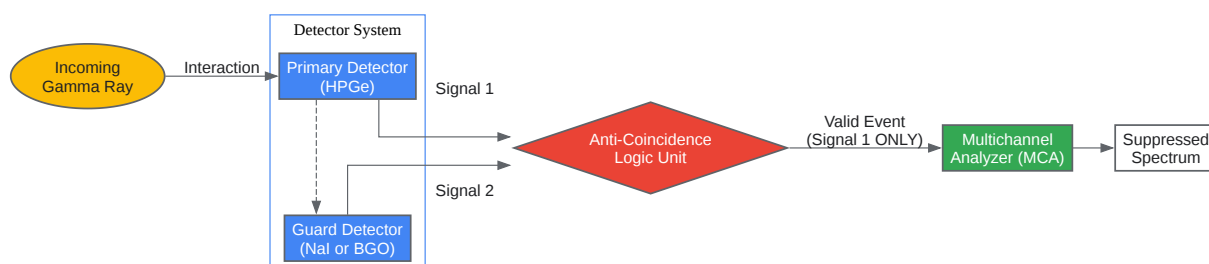 Detector System
Incoming
Gamma Ray
Interaction
Primary Detector
(HPGe)
Signal 1
Anti-Coincidence
Logic Unit
Valid Event
(Signal 1 ONLY)
Multichannel
Analyzer (MCA)
Suppressed
Spectrum
Signal 2
Guard Detector
(NaI or BGO)